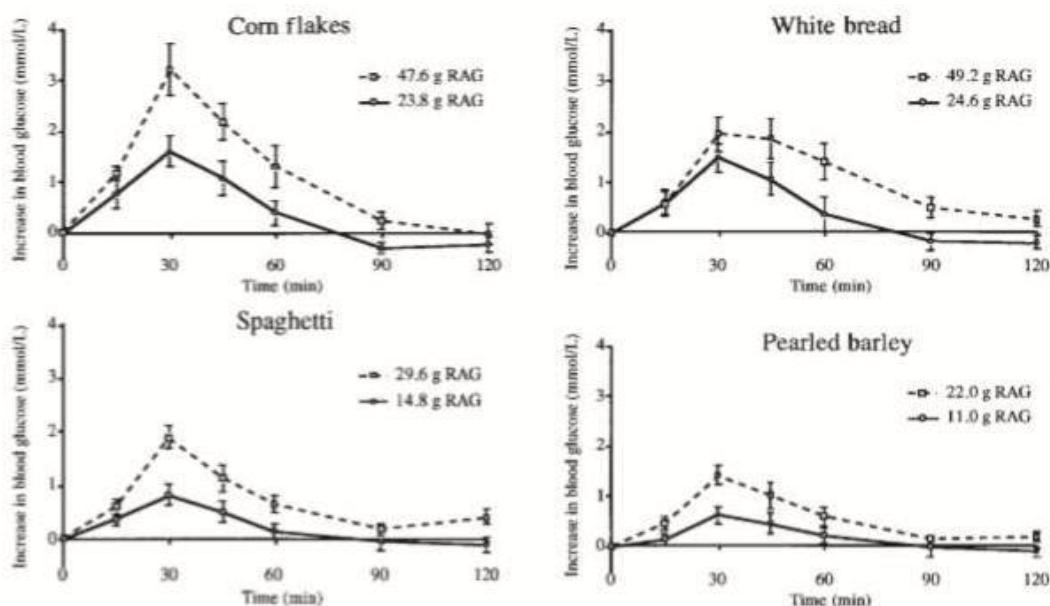 Corn flakes
Increase in blood glucose (mmol/L)
4
3
2
1
0
47.6 g RAG
23.8 g RAG
0
30
60
90
120
Time (min)
White bread
Increase in blood glucose (mmol/L)
4
3
2
1
0
49.2 g RAG
24.6 g RAG
0
30
60
90
120
Time (min)
Spaghetti
Increase in blood glucose (mmol/L)
4
3
2
1
0
29.6 g RAG
14.8 g RAG
0
30
60
90
120
Time (min)
Pearled barley
Increase in blood glucose (mmol/L)
4
3
2
1
0
22.0 g RAG
11.0 g RAG
0
30
60
90
120
Time (min)